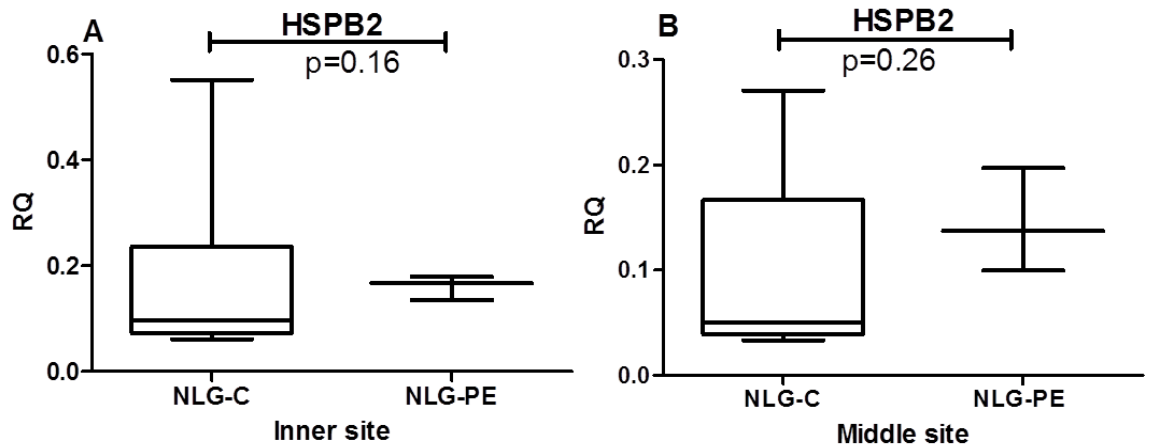 A
HSPB2
p=0.16
0.6
0.4
0.2
0.0
RQ
NLG-C NLG-PE
Inner site
B
HSPB2
p=0.26
0.3
0.2
0.1
0.0
RQ
NLG-C NLG-PE
Middle site